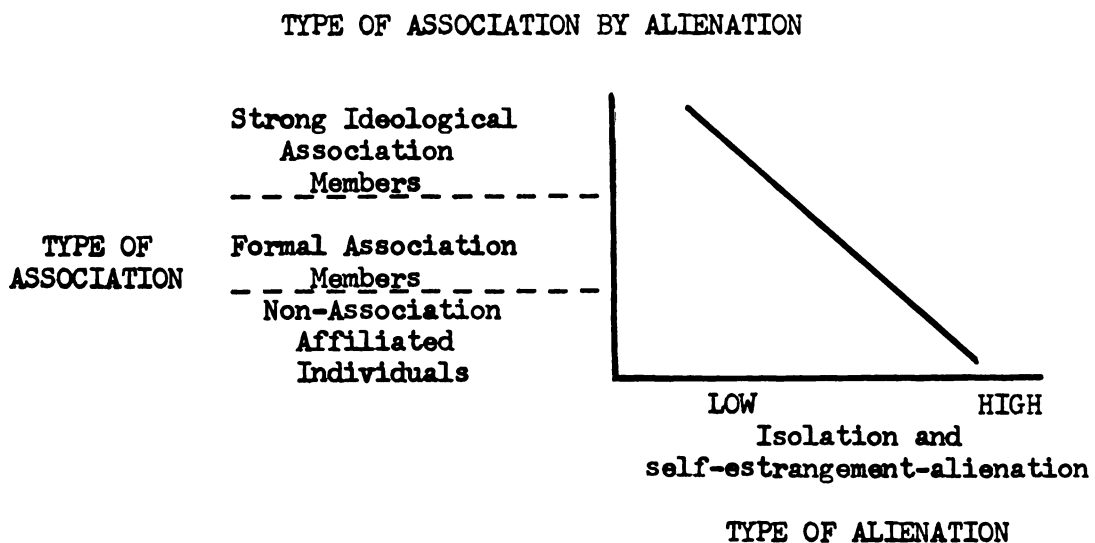 TYPE OF ASSOCIATION BY ALIENATION
Strong Ideological
Association
Members
TYPE OF
ASSOCIATION
Formal Association
Members
Non-Association
Affiliated
Individuals
LOW HIGH
Isolation and
self-estrangement-alienation
TYPE OF ALIENATION